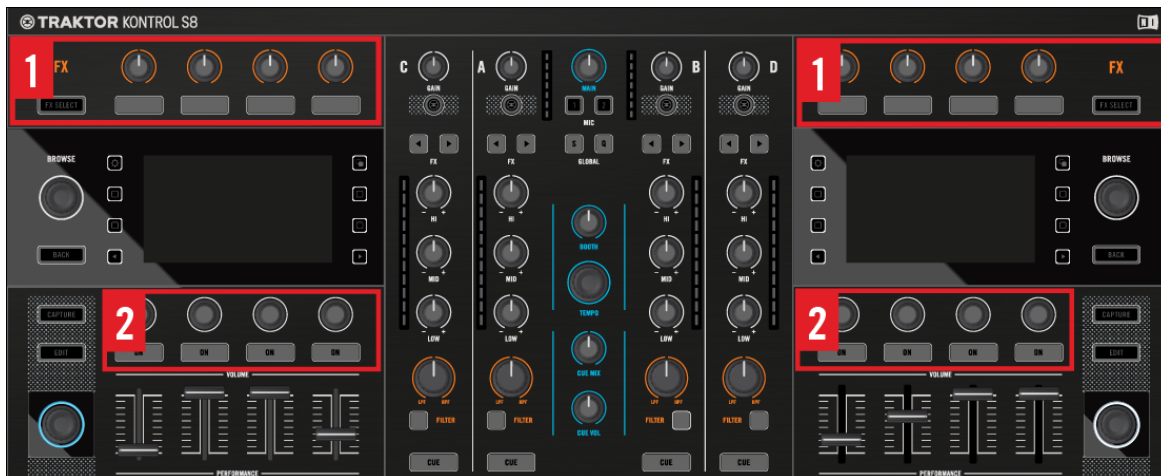 TRAKTOR KONTROL S8
NI
1 FX
FX SELECT
BROWSE
BACK
CAPTURE
EDIT
2
ON ON ON ON
VOLUME
PERFORMANCE
C A B D
GAIN GAIN MAIN GAIN GAIN
1 2
MIC
S Q
FX FX GLOBAL FX FX
- + - + - + - +
HI HI HI HI
BOOTH
- + - + - + - +
MID MID MID MID
TEMPO
- + - + - + - +
LOW LOW LOW LOW
CUE MIX
LPF HPF LPF HPF LPF HPF LPF HPF
FILTER FILTER FILTER FILTER
CUE VOL
CUE CUE CUE CUE
1 FX
FX SELECT
BROWSE
BACK
2
ON ON ON ON
CAPTURE
EDIT
VOLUME
PERFORMANCE